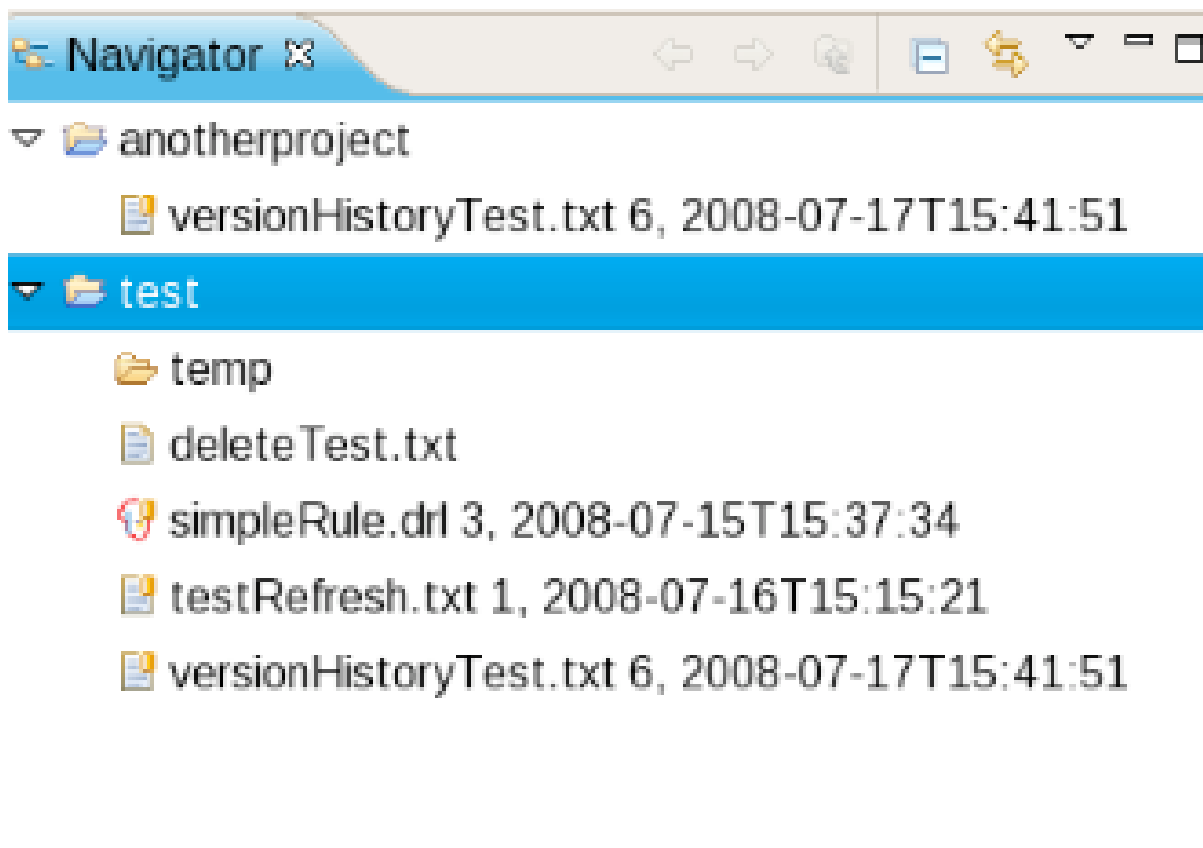 Navigator
anotherproject
versionHistoryTest.txt 6, 2008-07-17T15:41:51
test
temp
deleteTest.txt
simpleRule.drl 3, 2008-07-15T15:37:34
testRefresh.txt 1, 2008-07-16T15:15:21
versionHistoryTest.txt 6, 2008-07-17T15:41:51